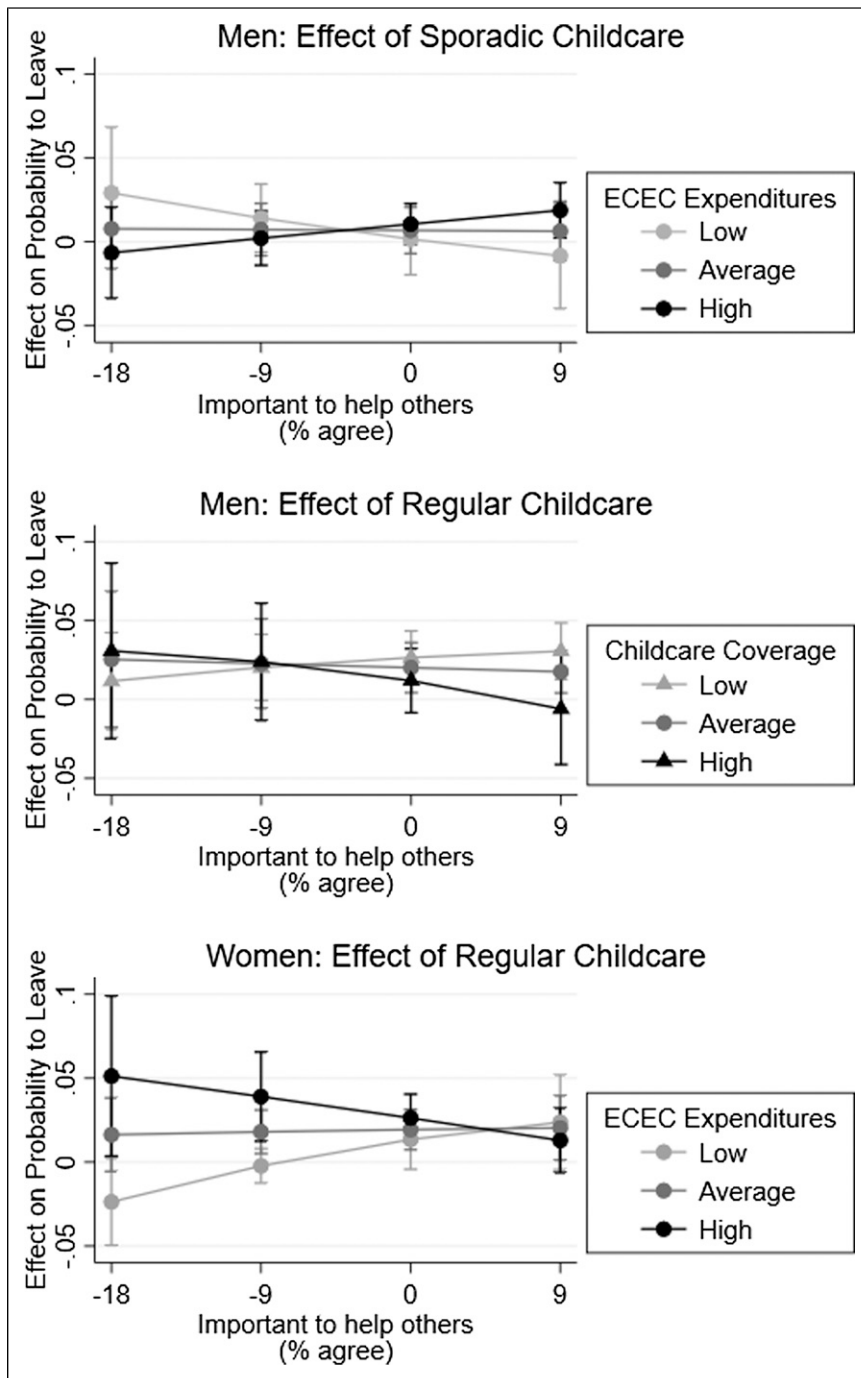 Men: Effect of Sporadic Childcare
Effect on Probability to Leave
.1
.05
0
-.05
-18 -9 0 9
Important to help others
(% agree)
ECEC Expenditures
Low
Average
High
Men: Effect of Regular Childcare
Effect on Probability to Leave
.1
.05
0
-.05
-18 -9 0 9
Important to help others
(% agree)
Childcare Coverage
Low
Average
High
Women: Effect of Regular Childcare
Effect on Probability to Leave
.1
.05
0
-.05
-18 -9 0 9
Important to help others
(% agree)
ECEC Expenditures
Low
Average
High